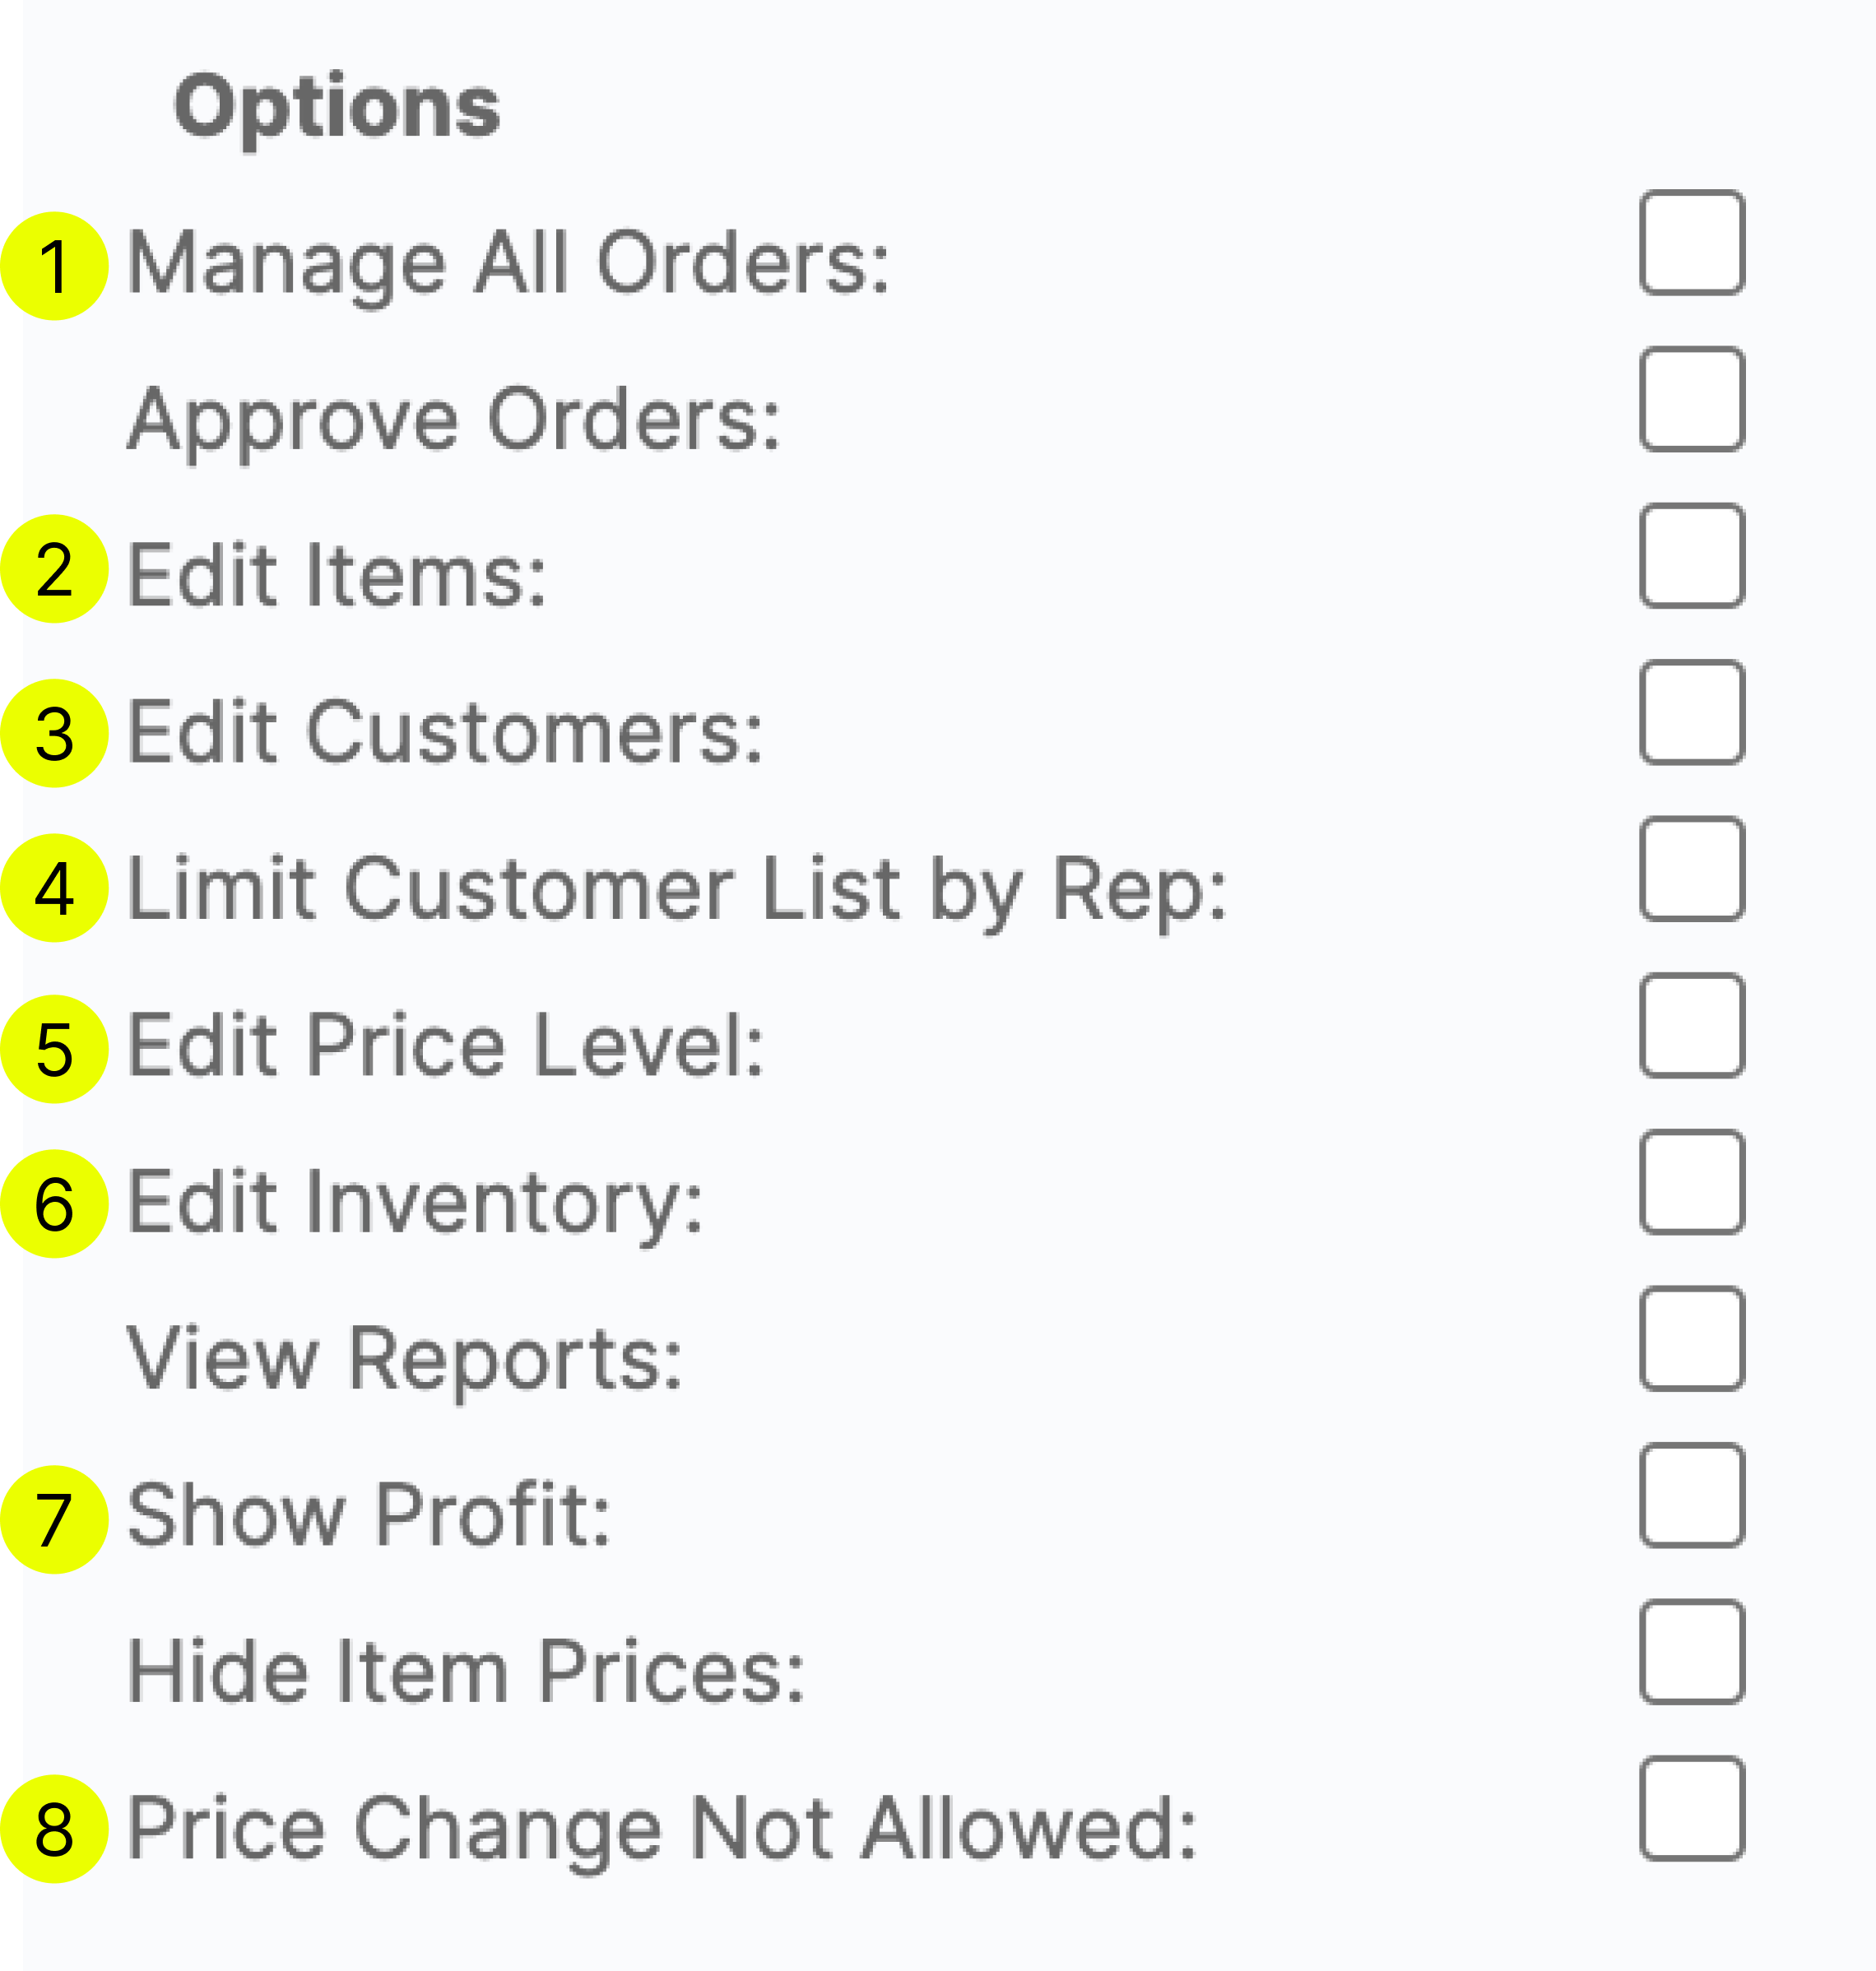 Options
1 Manage All Orders:
Approve Orders:
2 Edit Items:
3 Edit Customers:
4 Limit Customer List by Rep:
5 Edit Price Level:
6 Edit Inventory:
View Reports:
7 Show Profit:
Hide Item Prices:
8 Price Change Not Allowed: